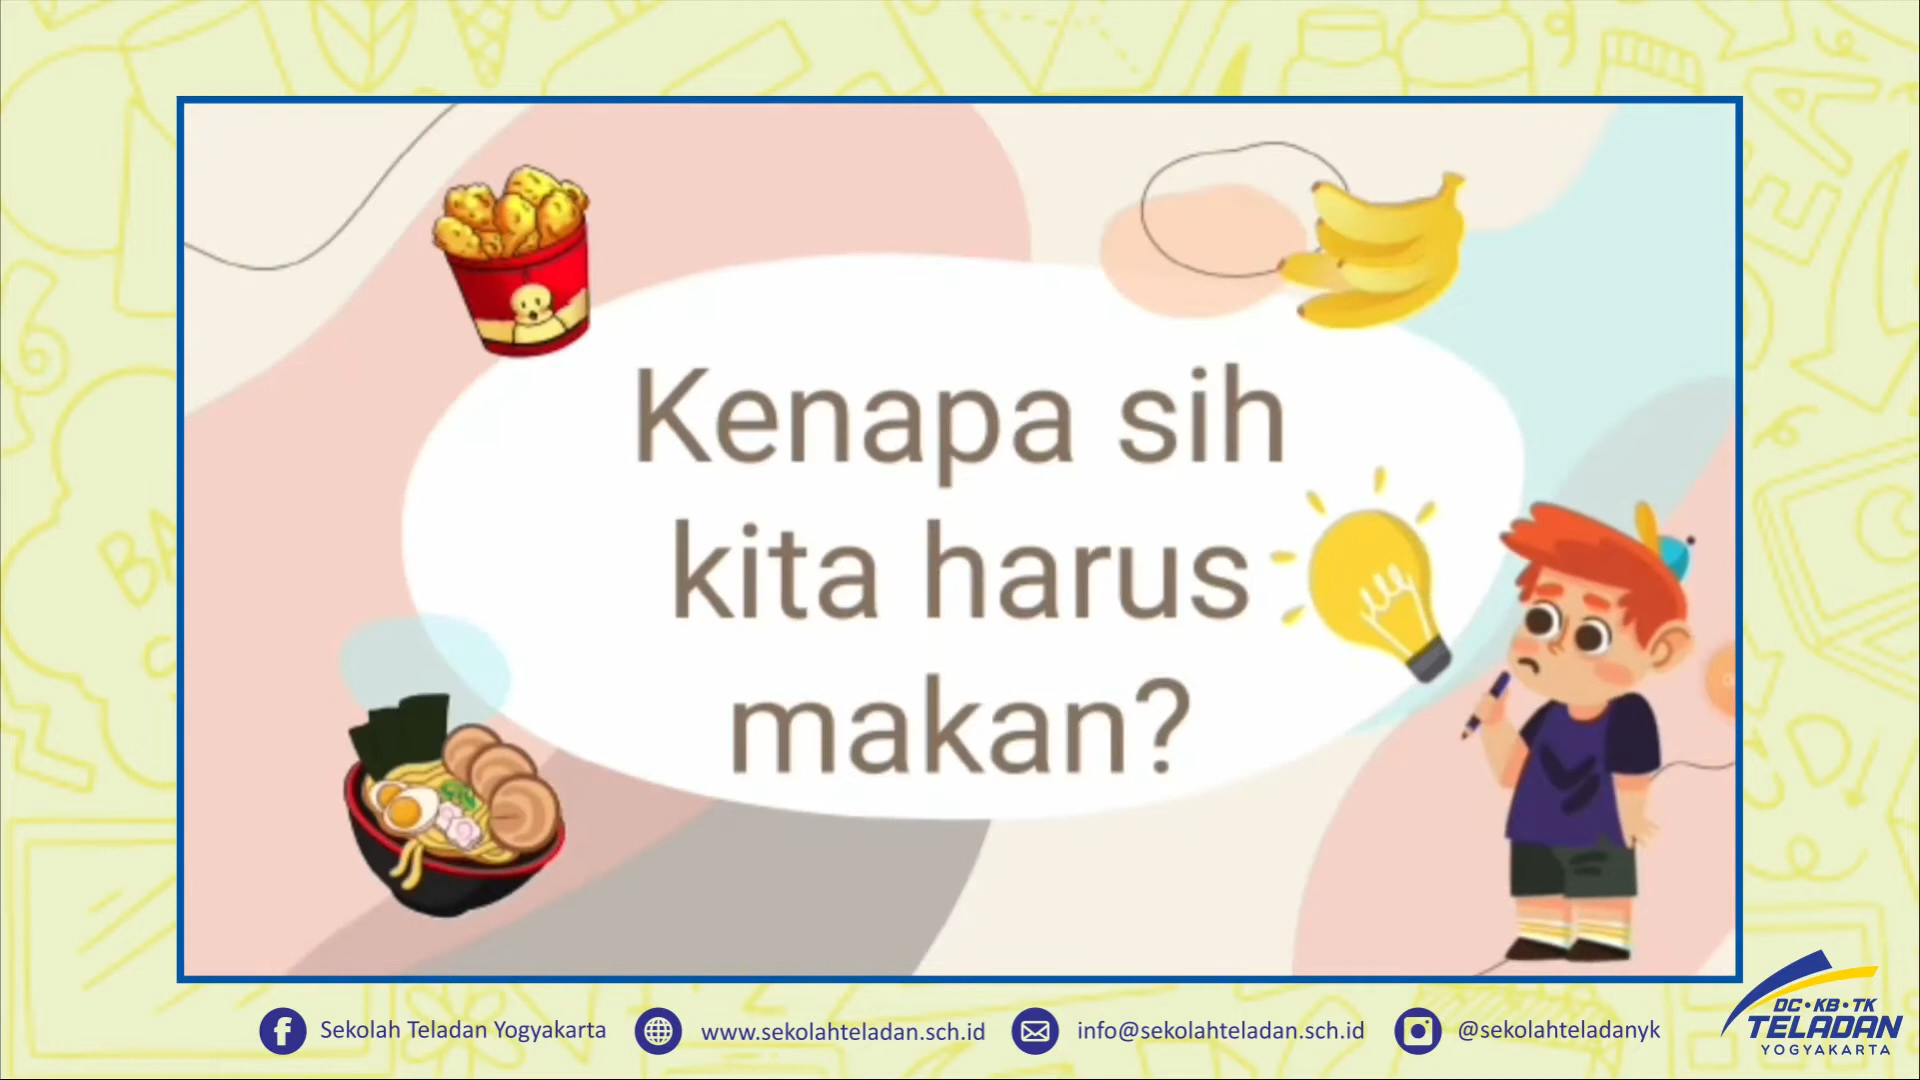 Kenapa sih
kita harus
makan?
Sekolah Teladan Yogyakarta
www.sekolahteladan.sch.id
info@sekolahteladan.sch.id
@sekolahteladanyk
DC•KB•TK
TELADAN
YOGYAKARTA